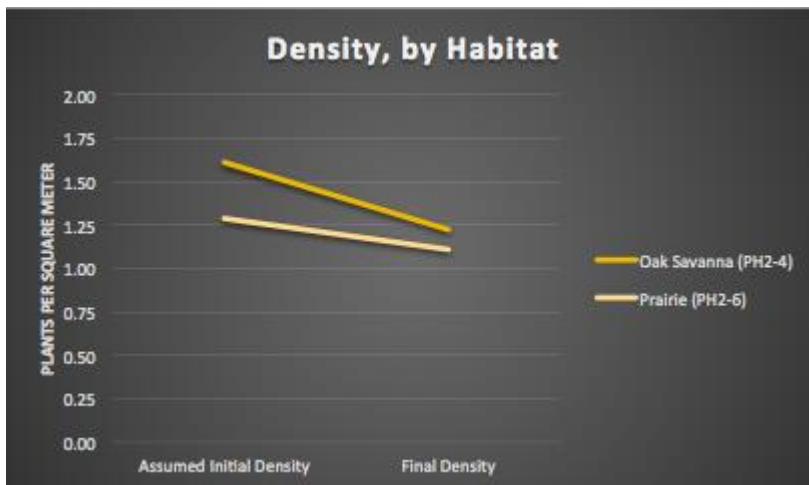 Density, by Habitat
PLANTS PER SQUARE METER
2.00
1.75
1.50
1.25
1.00
0.75
0.50
0.25
0.00
Assumed Initial Density
Final Density
Oak Savanna (PH2-4)
Prairie (PH2-6)